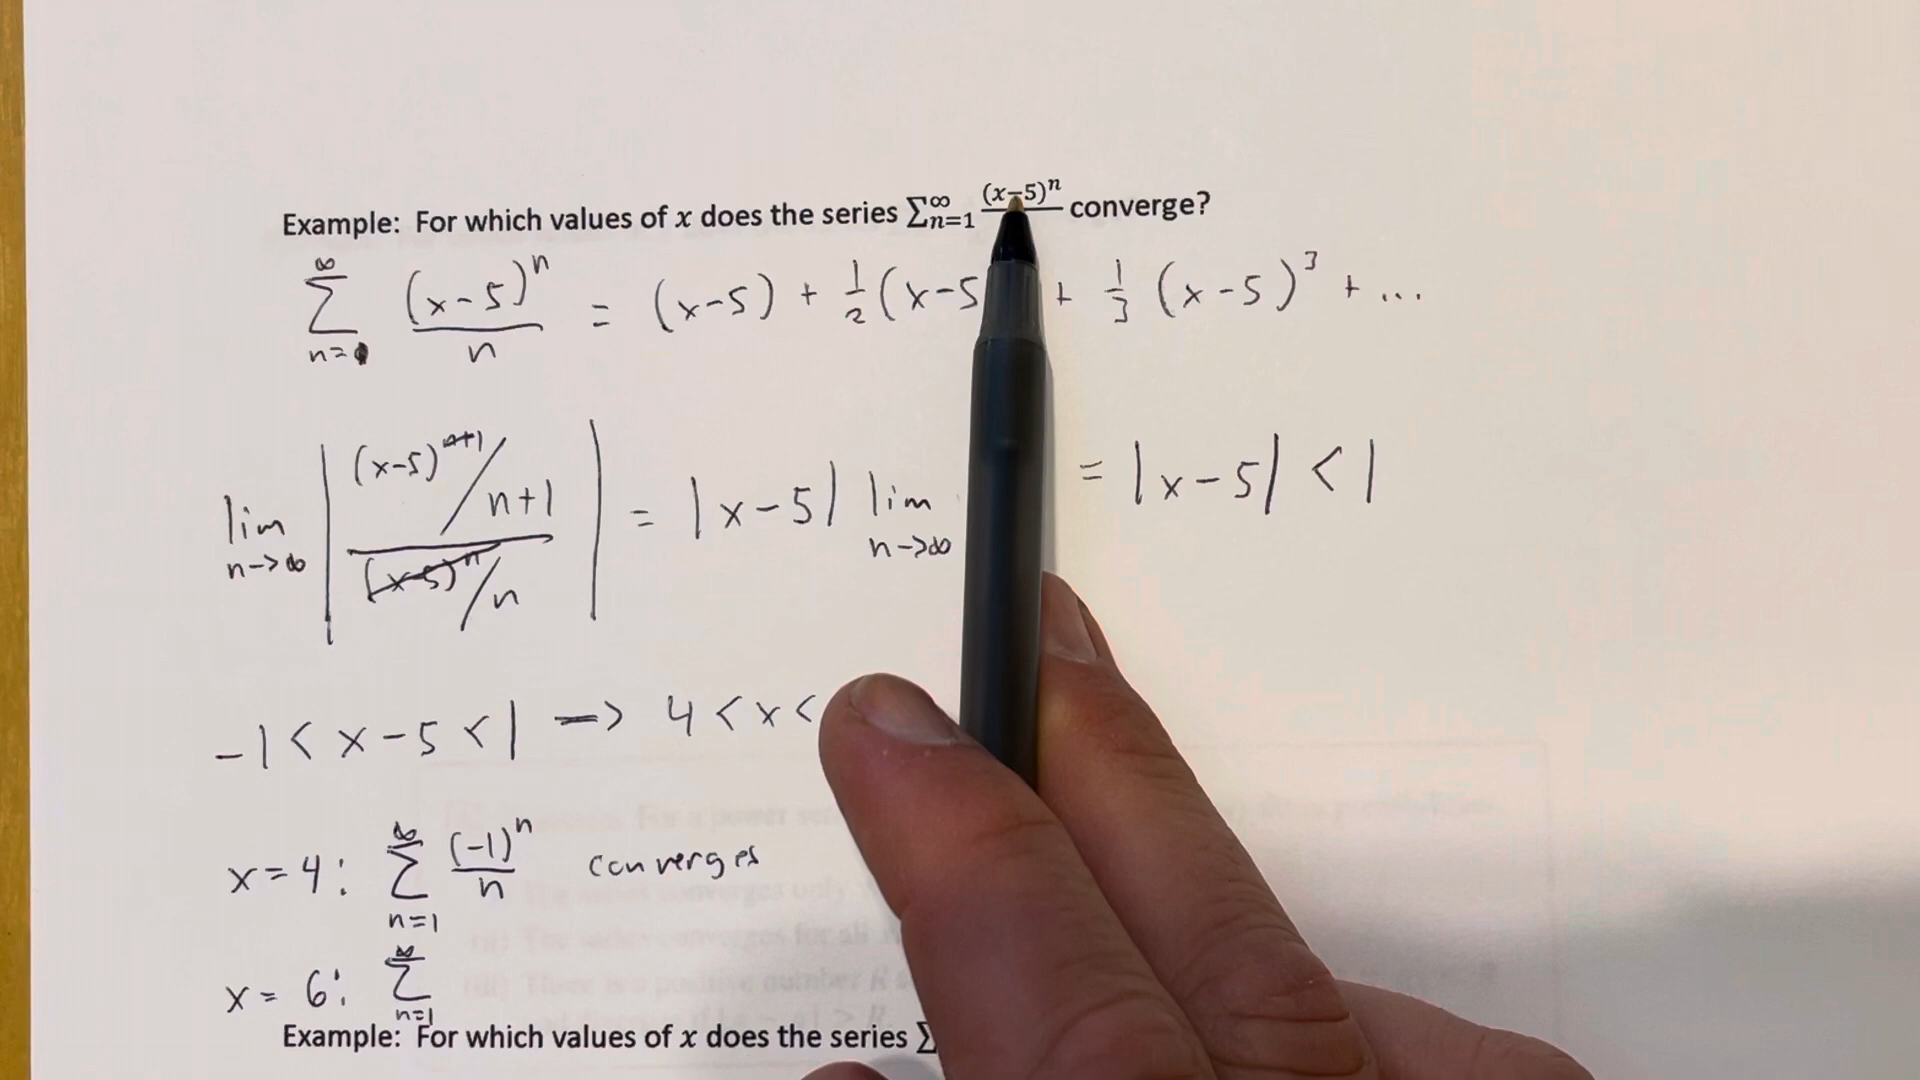 Example: For which values of x does the series ∑_{n=1}^{∞} (x−5)^n converge?
∞∑n= (x-5)^n/n = (x-5) + 1/2(x-5 + 1/3 (x-5)^3 + ...
lim n->∞ | (x-5)^{n+1}/n+1 / (x-5)^n/n | = |x-5| lim n->∞ = |x-5| < 1
-1 < x-5 < 1 -> 4 < x <
x=4: ∞∑n=1 (-1)^n/n converges
x= 6: ∞∑n=1
Example: For which values of x does the series ∑